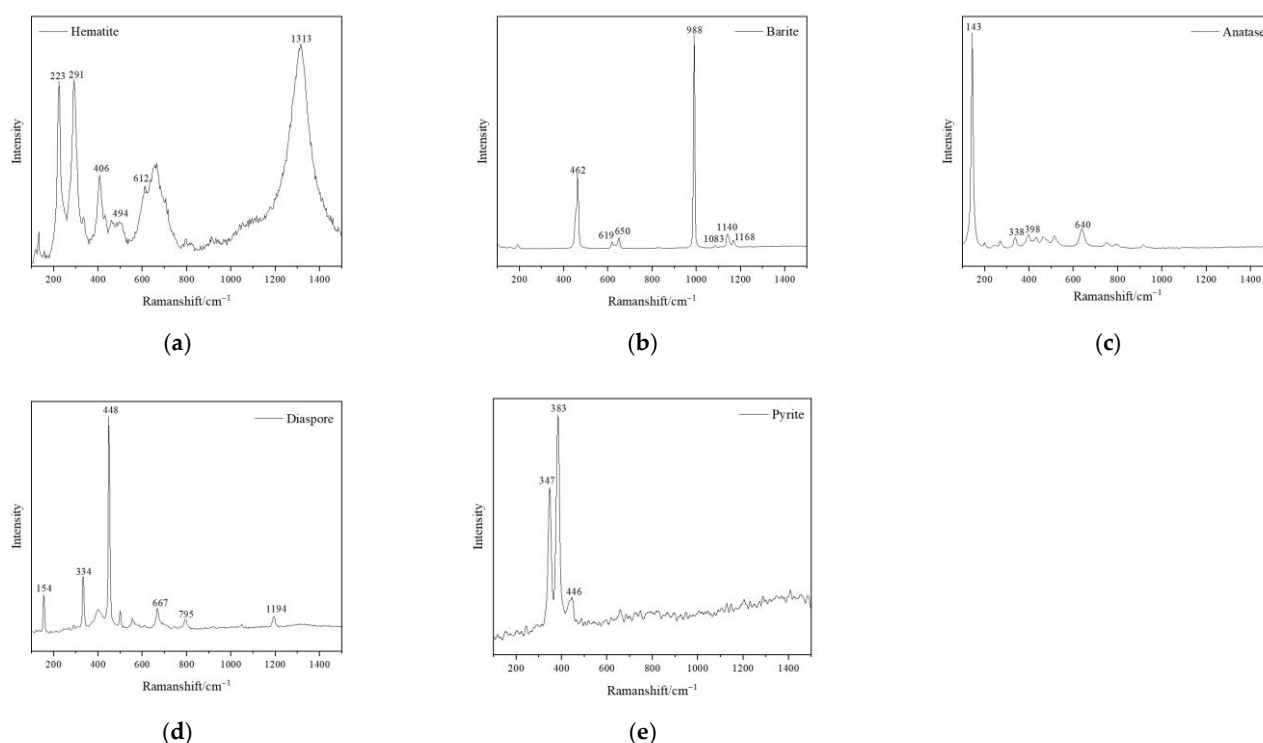 Hematite
1313
223
291
406
612
494
Intensity
200 400 600 800 1000 1200 1400
Ramanshift/cm⁻¹
(a)
Barite
988
462
619
650
1083
1140
1168
Intensity
200 400 600 800 1000 1200 1400
Ramanshift/cm⁻¹
(b)
Anatase
143
338
398
640
Intensity
200 400 600 800 1000 1200 1400
Ramanshift/cm⁻¹
(c)
Diaspore
448
154
334
667
795
1194
Intensity
200 400 600 800 1000 1200 1400
Ramanshift/cm⁻¹
(d)
Pyrite
383
347
446
Intensity
200 400 600 800 1000 1200 1400
Ramanshift/cm⁻¹
(e)